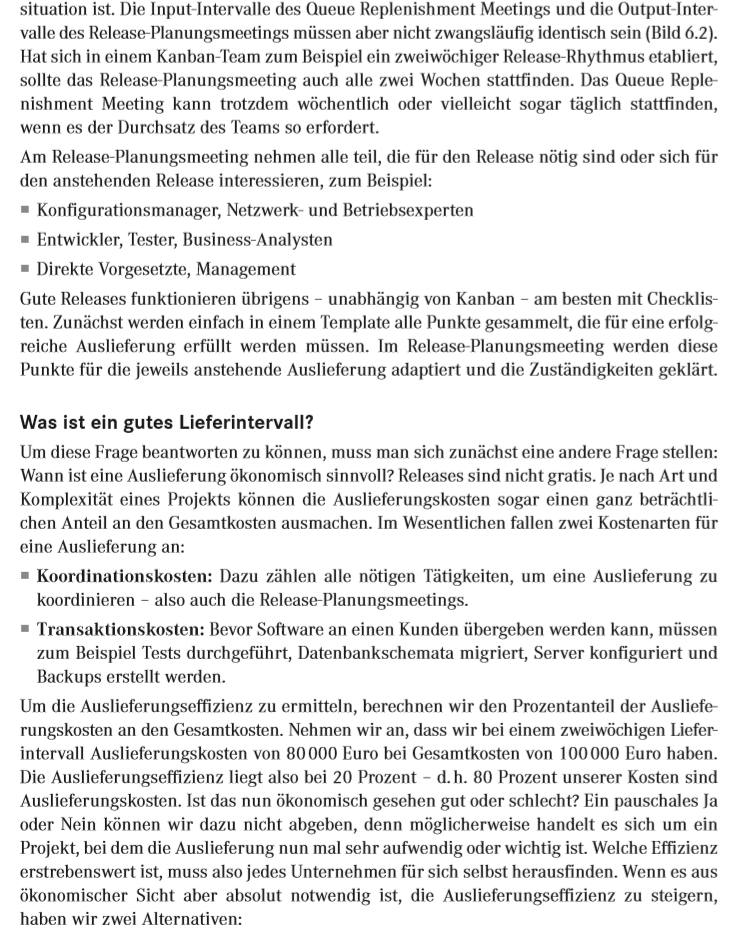 situation ist. Die Input-Intervalle des Queue Replenishment Meetings und die Output-Inter-
valle des Release-Planungsmeetings müssen aber nicht zwangsläufig identisch sein (Bild 6.2).
Hat sich in einem Kanban-Team zum Beispiel ein zweiwöchiger Release-Rhythmus etabliert,
sollte das Release-Planungsmeeting auch alle zwei Wochen stattfinden. Das Queue Reple-
nishment Meeting kann trotzdem wöchentlich oder vielleicht sogar täglich stattfinden,
wenn es der Durchsatz des Teams so erfordert.
Am Release-Planungsmeeting nehmen alle teil, die für den Release nötig sind oder sich für
den anstehenden Release interessieren, zum Beispiel:
■ Konfigurationsmanager, Netzwerk- und Betriebsexperten
■ Entwickler, Tester, Business-Analysten
■ Direkte Vorgesetzte, Management
Gute Releases funktionieren übrigens – unabhängig von Kanban – am besten mit Checklis-
ten. Zunächst werden einfach in einem Template alle Punkte gesammelt, die für eine erfolg-
reiche Auslieferung erfüllt werden müssen. Im Release-Planungsmeeting werden diese
Punkte für die jeweils anstehende Auslieferung adaptiert und die Zuständigkeiten geklärt.
Was ist ein gutes Lieferintervall?
Um diese Frage beantworten zu können, muss man sich zunächst eine andere Frage stellen:
Wann ist eine Auslieferung ökonomisch sinnvoll? Releases sind nicht gratis. Je nach Art und
Komplexität eines Projekts können die Auslieferungskosten sogar einen ganz beträchtli-
chen Anteil an den Gesamtkosten ausmachen. Im Wesentlichen fallen zwei Kostenarten für
eine Auslieferung an:
■ Koordinationskosten: Dazu zählen alle nötigen Tätigkeiten, um eine Auslieferung zu
koordinieren – also auch die Release-Planungsmeetings.
■ Transaktionskosten: Bevor Software an einen Kunden übergeben werden kann, müssen
zum Beispiel Tests durchgeführt, Datenbankschemata migriert, Server konfiguriert und
Backups erstellt werden.
Um die Auslieferungseffizienz zu ermitteln, berechnen wir den Prozentanteil der Ausliefe-
rungskosten an den Gesamtkosten. Nehmen wir an, dass wir bei einem zweiwöchigen Liefer-
intervall Auslieferungskosten von 80 000 Euro bei Gesamtkosten von 100 000 Euro haben.
Die Auslieferungseffizienz liegt also bei 20 Prozent – d. h. 80 Prozent unserer Kosten sind
Auslieferungskosten. Ist das nun ökonomisch gesehen gut oder schlecht? Ein pauschales Ja
oder Nein können wir dazu nicht abgeben, denn möglicherweise handelt es sich um ein
Projekt, bei dem die Auslieferung nun mal sehr aufwendig oder wichtig ist. Welche Effizienz
erstrebenswert ist, muss also jedes Unternehmen für sich selbst herausfinden. Wenn es aus
ökonomischer Sicht aber absolut notwendig ist, die Auslieferungseffizienz zu steigern,
haben wir zwei Alternativen: